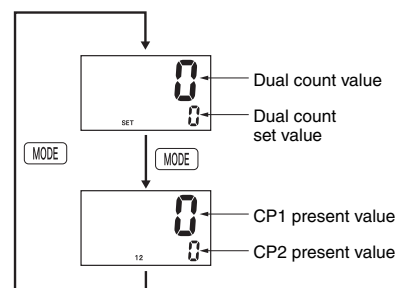 0
Dual count value
SET
0
Dual count
set value
MODE
MODE
0
CP1 present value
12
0
CP2 present value